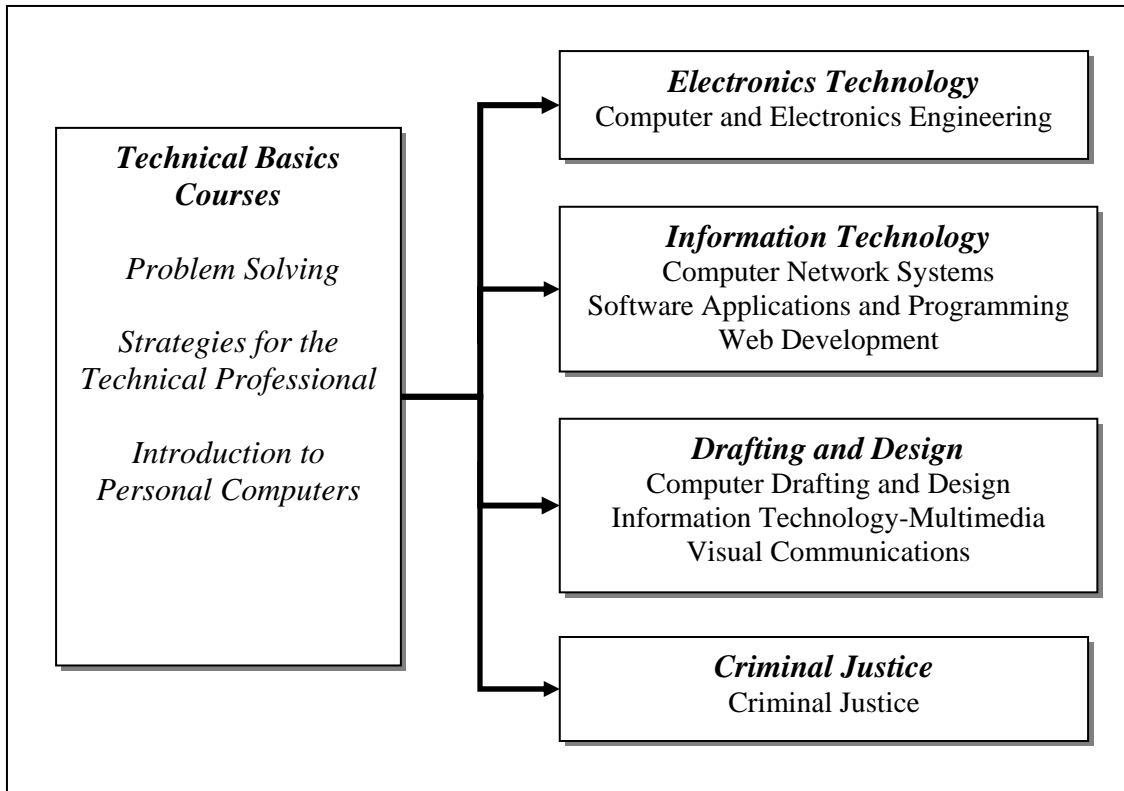 Technical Basics
Courses
Problem Solving
Strategies for the
Technical Professional
Introduction to
Personal Computers
Electronics Technology
Computer and Electronics Engineering
Information Technology
Computer Network Systems
Software Applications and Programming
Web Development
Drafting and Design
Computer Drafting and Design
Information Technology-Multimedia
Visual Communications
Criminal Justice
Criminal Justice